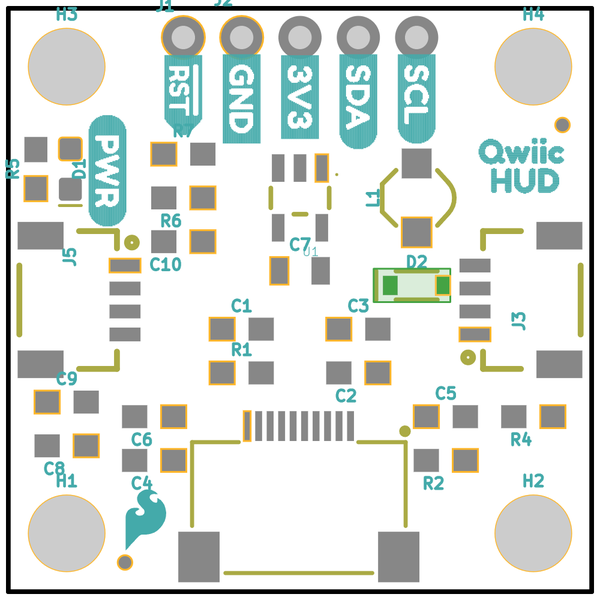 J1
J2
H3
H4
RST
GND
3V3
SDA
SCL
R7
R5
D1
PWR
L1
Qwiic
HUD
R6
C7
U1
J5
C10
D2
C1
C3
J3
R1
C9
C2
C5
C6
R4
C8
C4
R2
H1
H2